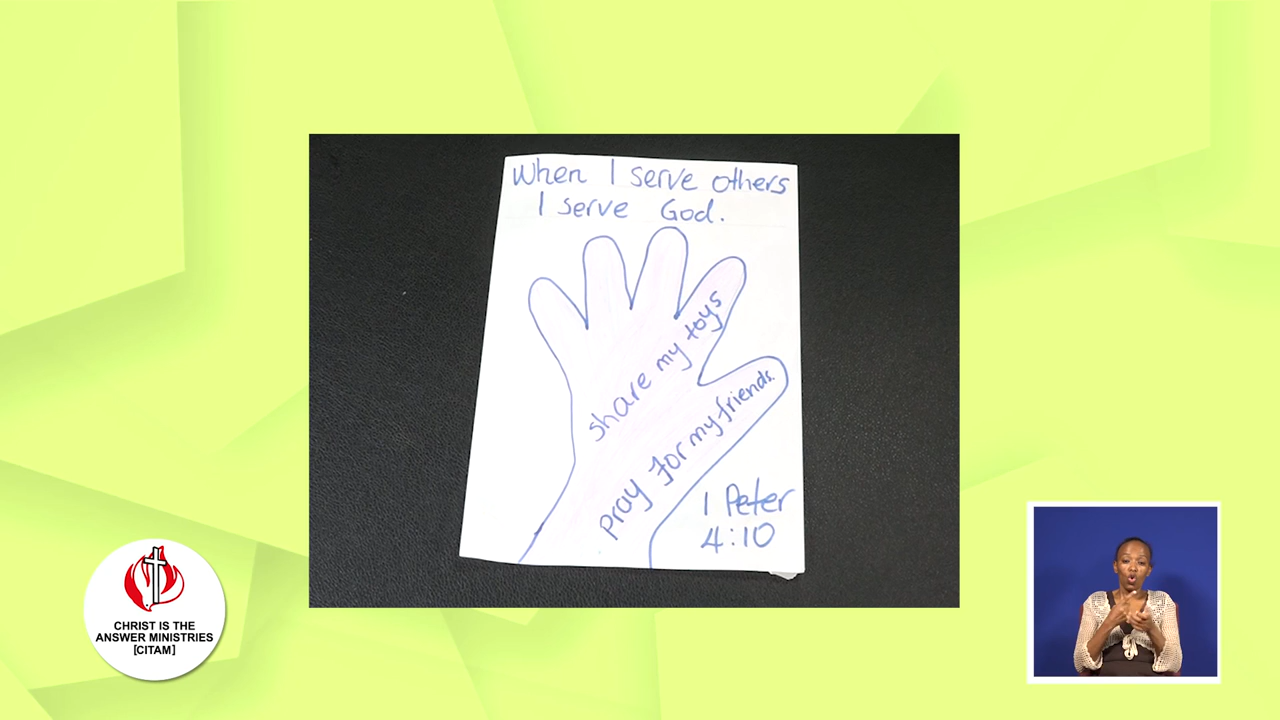 When I serve others
I serve God.
share my toys
pray for my friends.
1 Peter
4:10
CHRIST IS THE
ANSWER MINISTRIES
[CITAM]